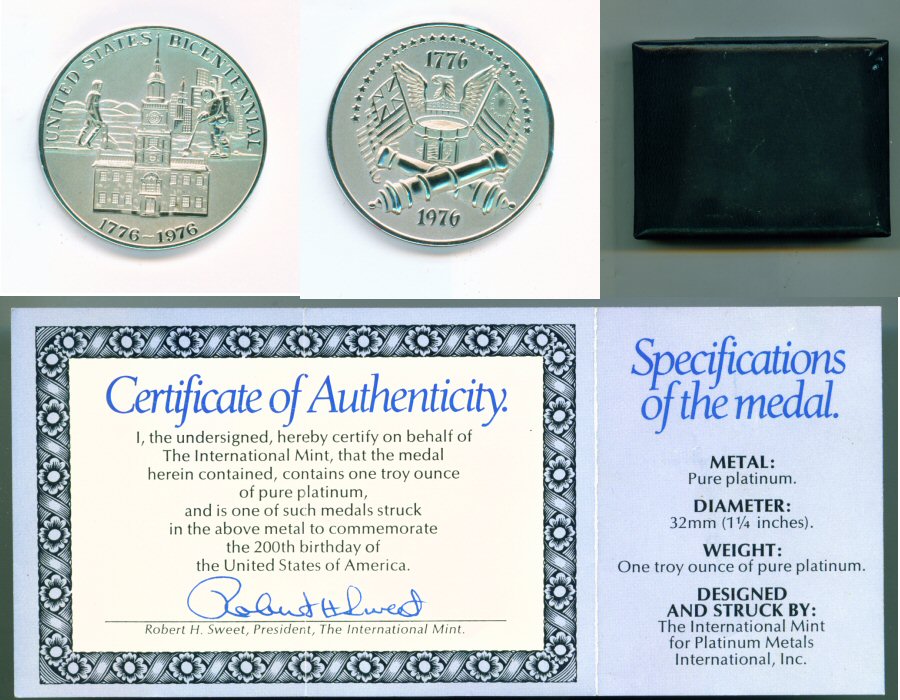 UNITED STATES BICENTENNIAL
1776-1976
1776
1976
Certificate of Authenticity.
I, the undersigned, hereby certify on behalf of
The International Mint, that the medal
herein contained, contains one troy ounce
of pure platinum,
and is one of such medals struck
in the above metal to commemorate
the 200th birthday of
the United States of America.
Robert H Sweet
Robert H. Sweet, President, The International Mint.
Specifications
of the medal.
METAL:
Pure platinum.
DIAMETER:
32mm (1¼ inches).
WEIGHT:
One troy ounce of pure platinum.
DESIGNED
AND STRUCK BY:
The International Mint
for Platinum Metals
International, Inc.